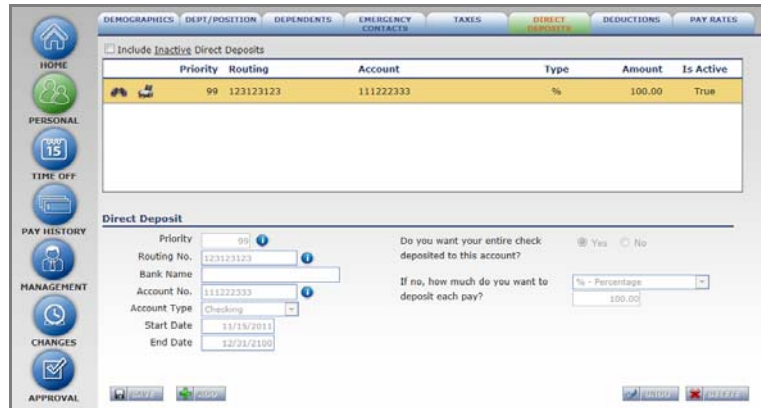 DEMOGRAPHICS DEPT/POSITION DEPENDENTS EMERGENCY CONTACTS TAXES DIRECT DEPOSITS DEDUCTIONS PAY RATES
Include Inactive Direct Deposits
Priority Routing Account Type Amount Is Active
99 123123123 111222333 % 100.00 True
HOME
PERSONAL
15
TIME OFF
PAY HISTORY
MANAGEMENT
CHANGES
APPROVAL
Direct Deposit
Priority 99
Routing No. 123123123
Bank Name
Account No. 111222333
Account Type Checking
Start Date 11/15/2011
End Date 12/31/2100
Do you want your entire check
deposited to this account?
Yes No
If no, how much do you want to
deposit each pay?
% - Percentage
100.00
SAVE ADD UNDO DELETE